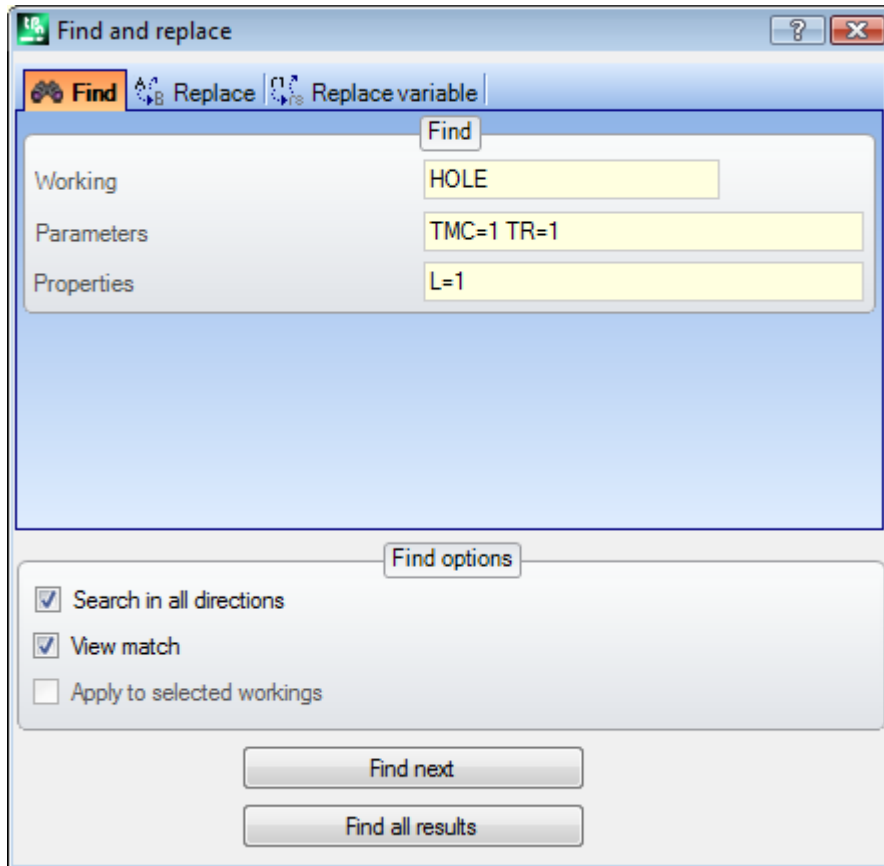 Find and replace
Find Replace Replace variable
Find
Working HOLE
Parameters TMC=1 TR=1
Properties L=1
Find options
Search in all directions
View match
Apply to selected workings
Find next
Find all results